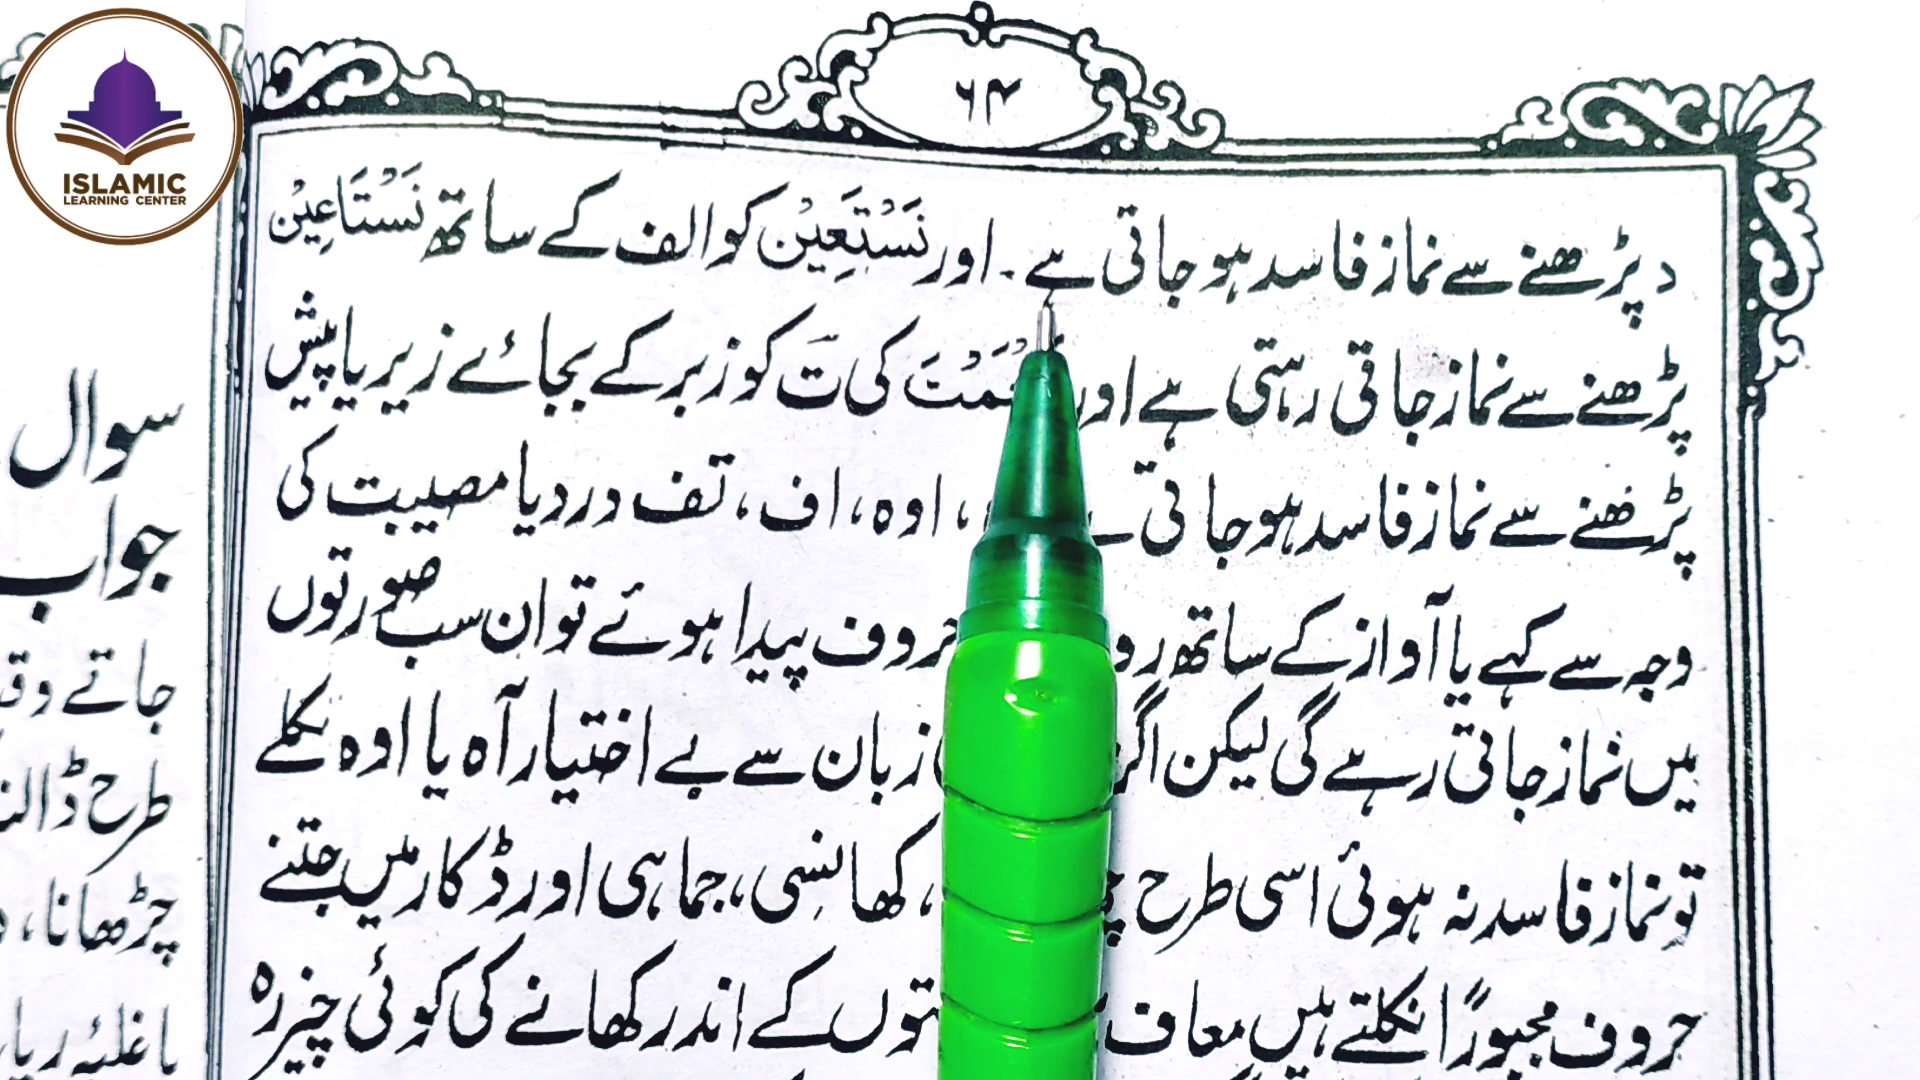 ISLAMIC
LEARNING CENTER
۶۴
د پڑھنے سے نماز فاسد ہو جاتی ہے۔ اور نَسْتَعِیْن کو الف کے ساتھ نَسْتَاعِیْن
پڑھنے سے نماز جاتی رہتی ہے اور کی تَ کو زبر کے بجائے زیر یا پیش
پڑھنے سے نماز فاسد ہو جاتی ، اوہ، اف، تف درد یا مصیبت کی
وجہ سے کہے یا آواز کے ساتھ رو حروف پیدا ہوئے تو ان سب صورتوں
میں نماز جاتی رہے گی لیکن اگر زبان سے بے اختیار آہ یا اوہ نکلے
تو نماز فاسد نہ ہوئی اسی طرح ، کھانسی، جماہی اور ڈکار میں جتنے
حروف مجبوراً نکلتے ہیں معاف کے اندر کھانے کی کوئی چیز رہ
سوال
جواب
جاتے
طرح
چڑھانا،